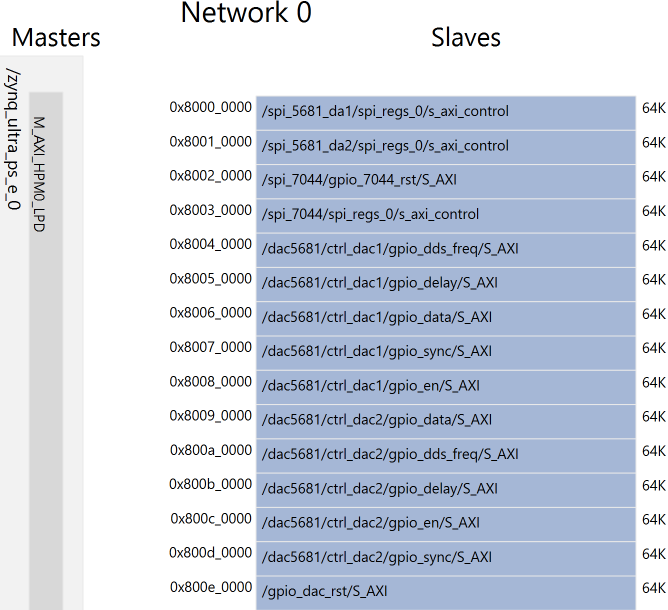 Network 0
Masters
Slaves
/zynq_ultra_ps_e_0
M_AXI_HPM0_LPD
0x8000_0000 /spi_5681_da1/spi_regs_0/s_axi_control 64K
0x8001_0000 /spi_5681_da2/spi_regs_0/s_axi_control 64K
0x8002_0000 /spi_7044/gpio_7044_rst/S_AXI 64K
0x8003_0000 /spi_7044/spi_regs_0/s_axi_control 64K
0x8004_0000 /dac5681/ctrl_dac1/gpio_dds_freq/S_AXI 64K
0x8005_0000 /dac5681/ctrl_dac1/gpio_delay/S_AXI 64K
0x8006_0000 /dac5681/ctrl_dac1/gpio_data/S_AXI 64K
0x8007_0000 /dac5681/ctrl_dac1/gpio_sync/S_AXI 64K
0x8008_0000 /dac5681/ctrl_dac1/gpio_en/S_AXI 64K
0x8009_0000 /dac5681/ctrl_dac2/gpio_data/S_AXI 64K
0x800a_0000 /dac5681/ctrl_dac2/gpio_dds_freq/S_AXI 64K
0x800b_0000 /dac5681/ctrl_dac2/gpio_delay/S_AXI 64K
0x800c_0000 /dac5681/ctrl_dac2/gpio_en/S_AXI 64K
0x800d_0000 /dac5681/ctrl_dac2/gpio_sync/S_AXI 64K
0x800e_0000 /gpio_dac_rst/S_AXI 64K